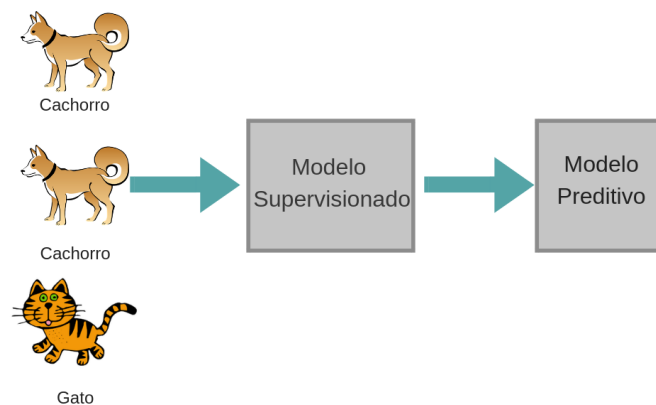 Cachorro
Cachorro
Gato
Modelo
Supervisionado
Modelo
Preditivo